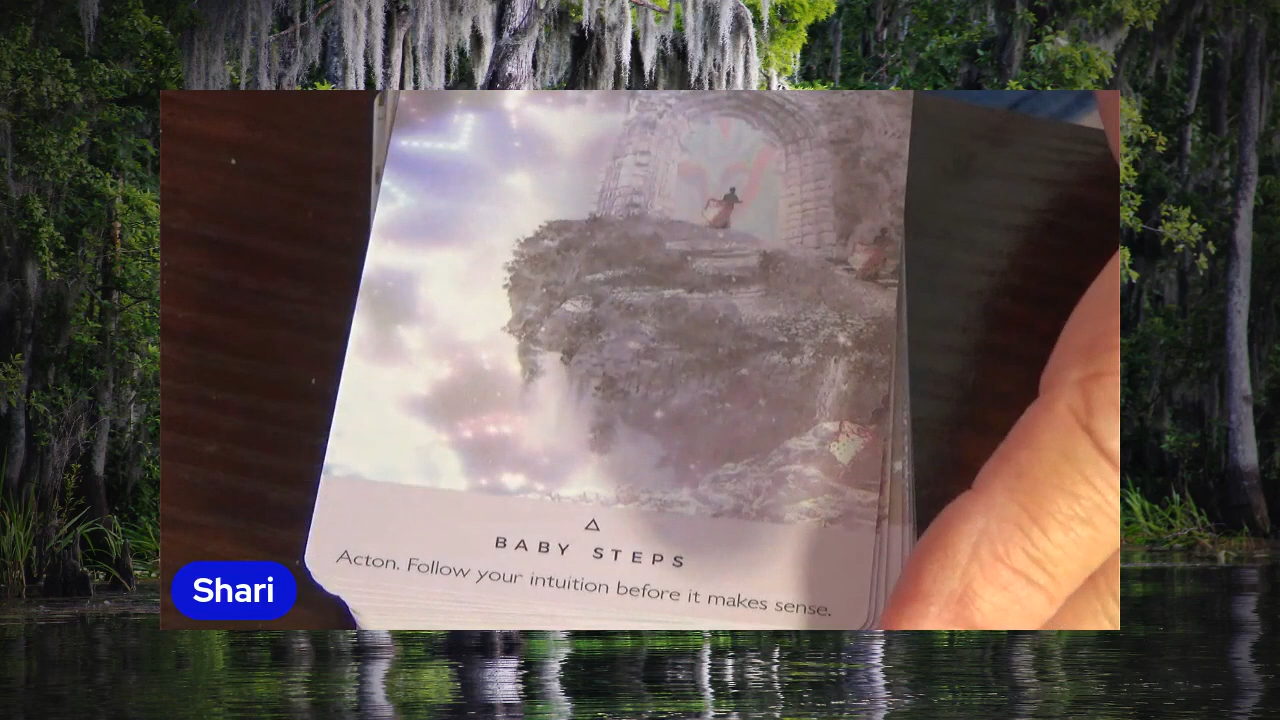 BABY STEPS
Acton. Follow your intuition before it makes sense.
Shari